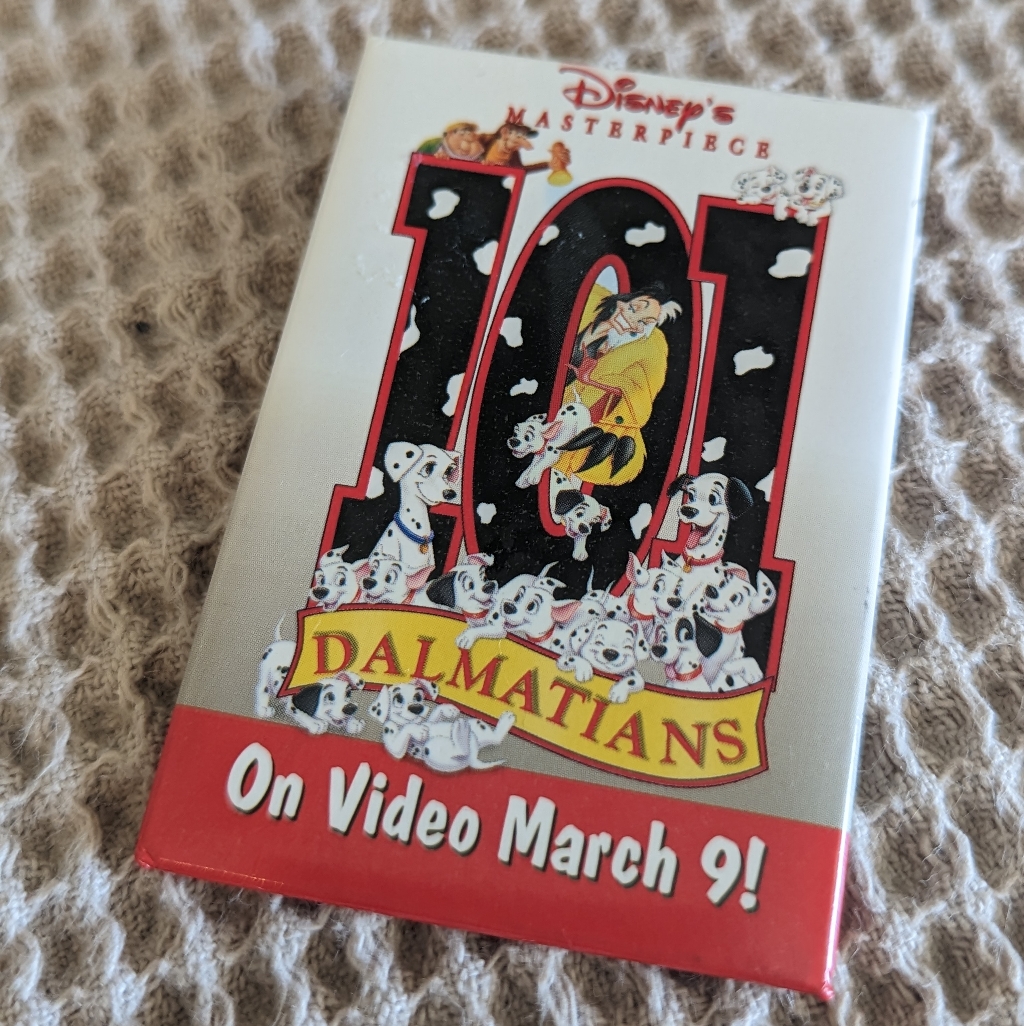 Disney's
MASTERPIECE
101
DALMATIANS
On Video March 9!